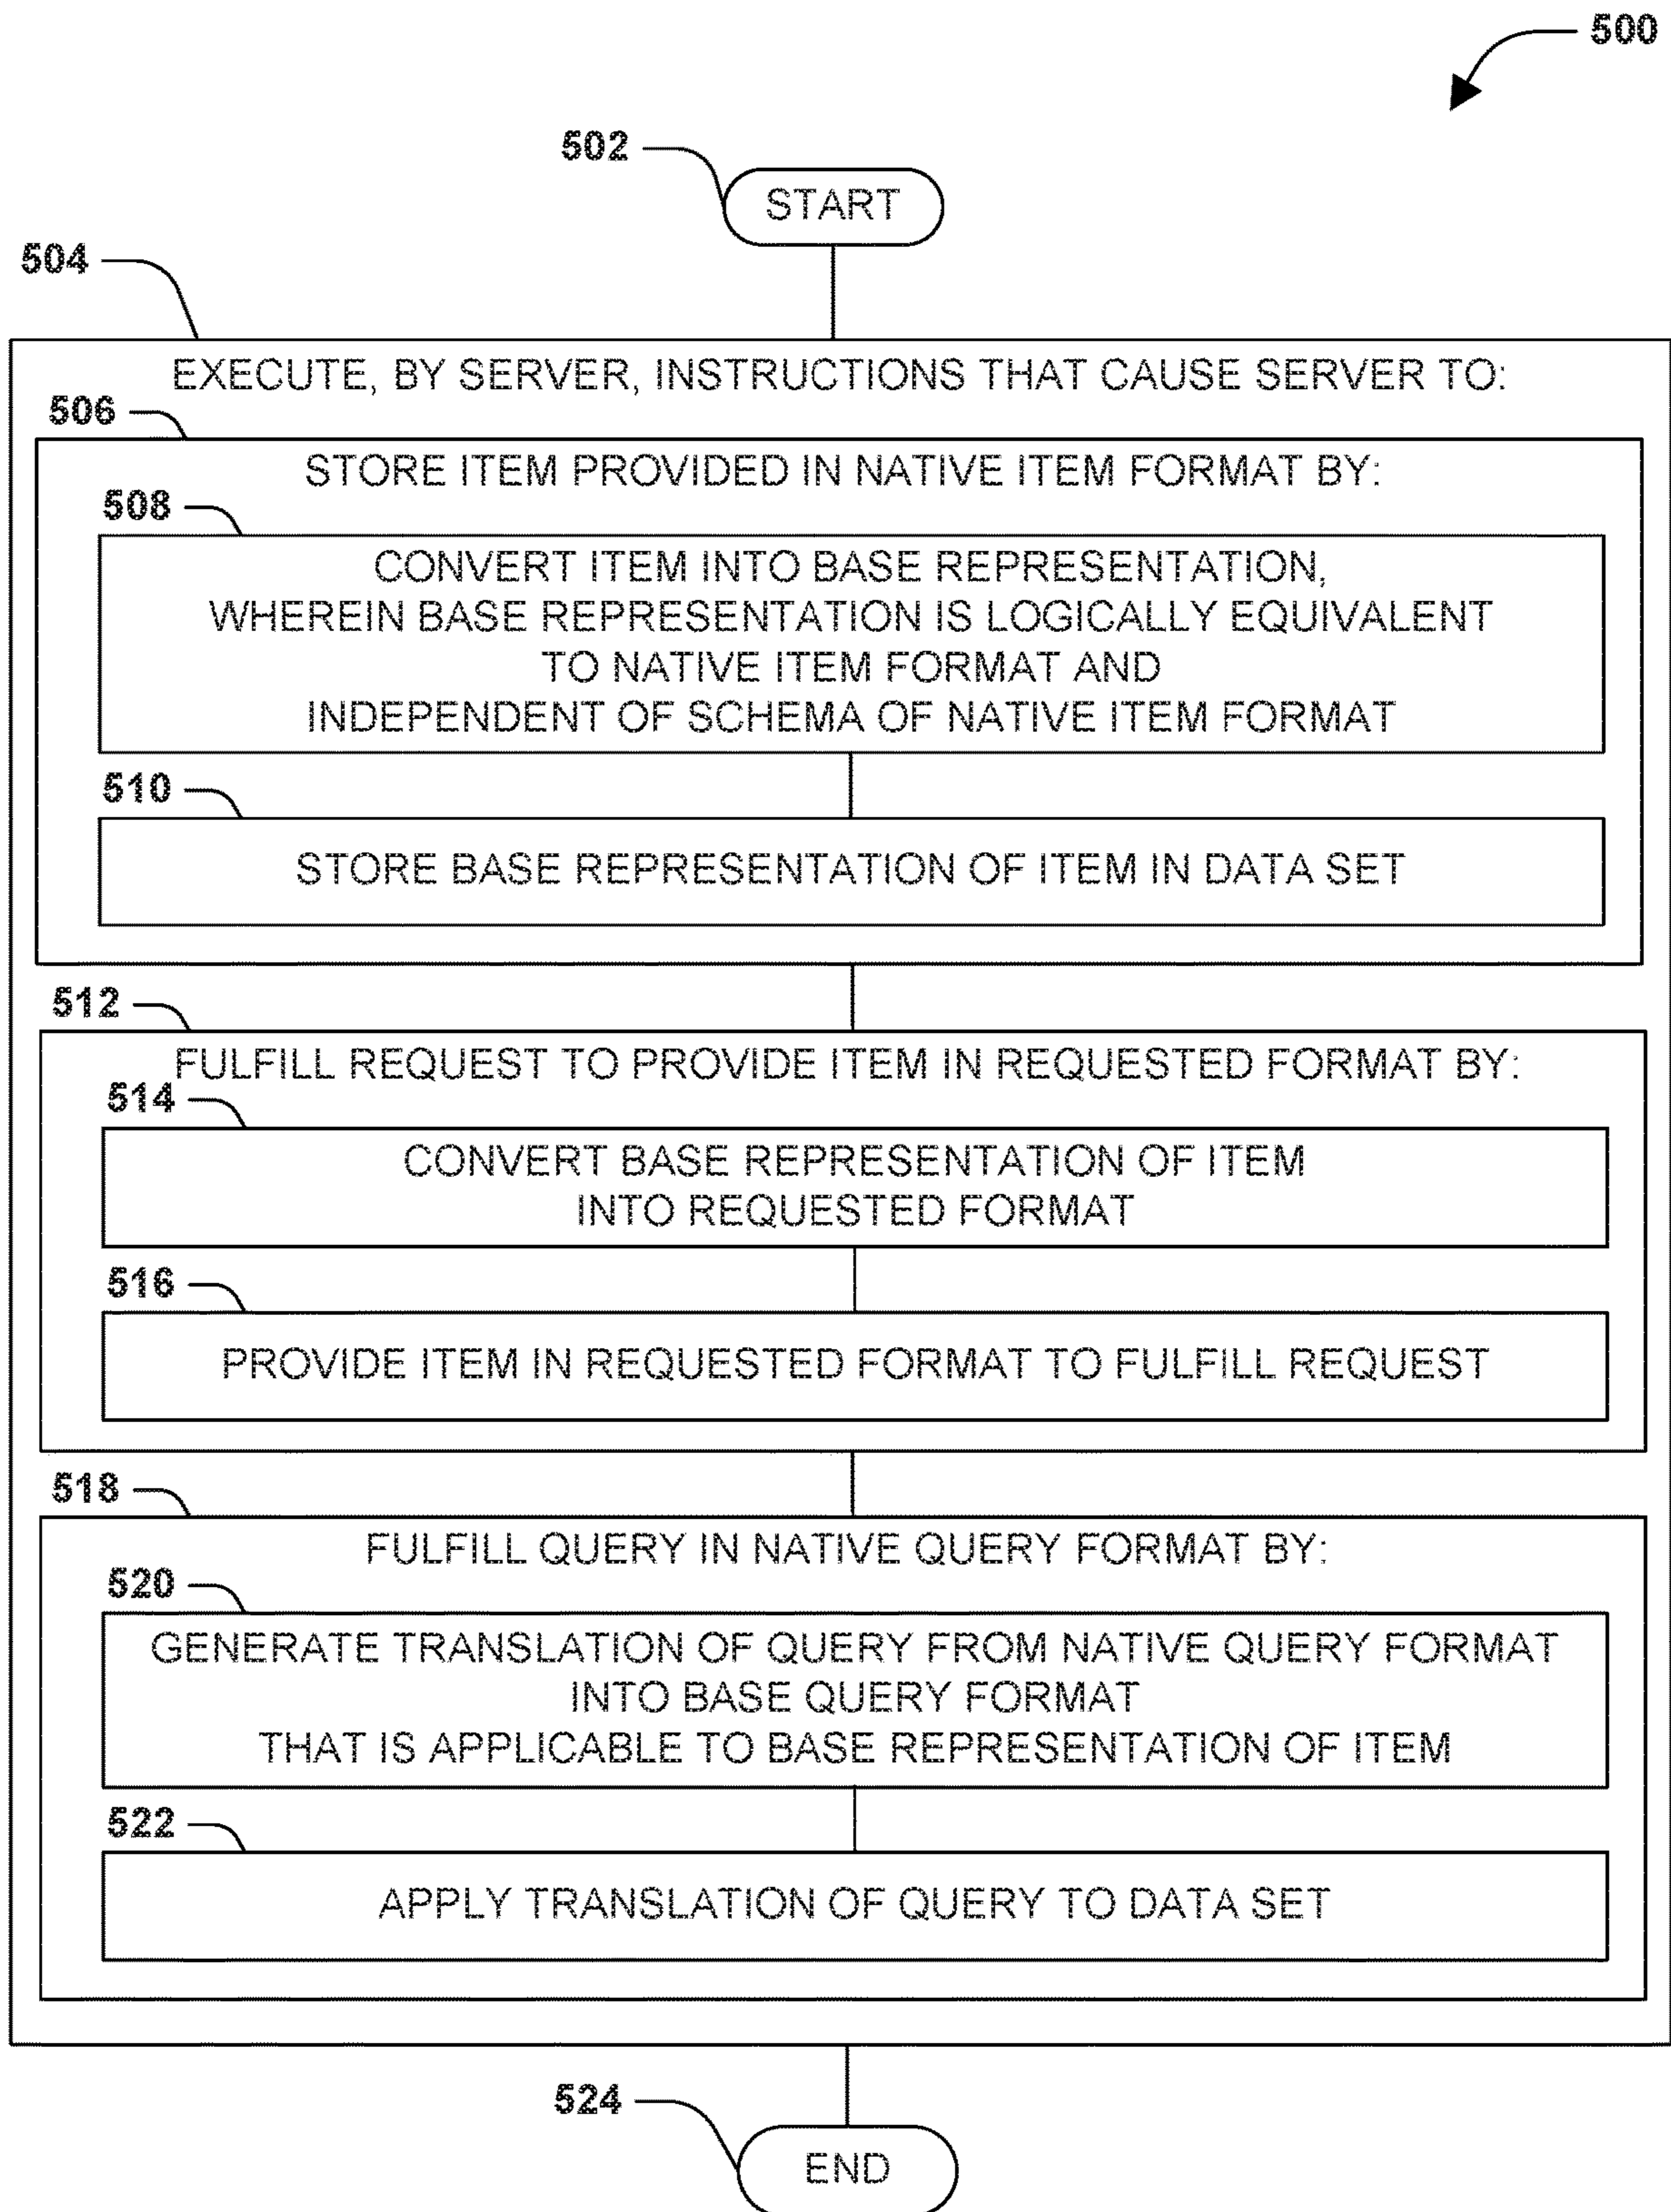 500
502
START
504
EXECUTE, BY SERVER, INSTRUCTIONS THAT CAUSE SERVER TO:
506
STORE ITEM PROVIDED IN NATIVE ITEM FORMAT BY:
508
CONVERT ITEM INTO BASE REPRESENTATION,
WHEREIN BASE REPRESENTATION IS LOGICALLY EQUIVALENT
TO NATIVE ITEM FORMAT AND
INDEPENDENT OF SCHEMA OF NATIVE ITEM FORMAT
510
STORE BASE REPRESENTATION OF ITEM IN DATA SET
512
FULFILL REQUEST TO PROVIDE ITEM IN REQUESTED FORMAT BY:
514
CONVERT BASE REPRESENTATION OF ITEM
INTO REQUESTED FORMAT
516
PROVIDE ITEM IN REQUESTED FORMAT TO FULFILL REQUEST
518
FULFILL QUERY IN NATIVE QUERY FORMAT BY:
520
GENERATE TRANSLATION OF QUERY FROM NATIVE QUERY FORMAT
INTO BASE QUERY FORMAT
THAT IS APPLICABLE TO BASE REPRESENTATION OF ITEM
522
APPLY TRANSLATION OF QUERY TO DATA SET
524
END